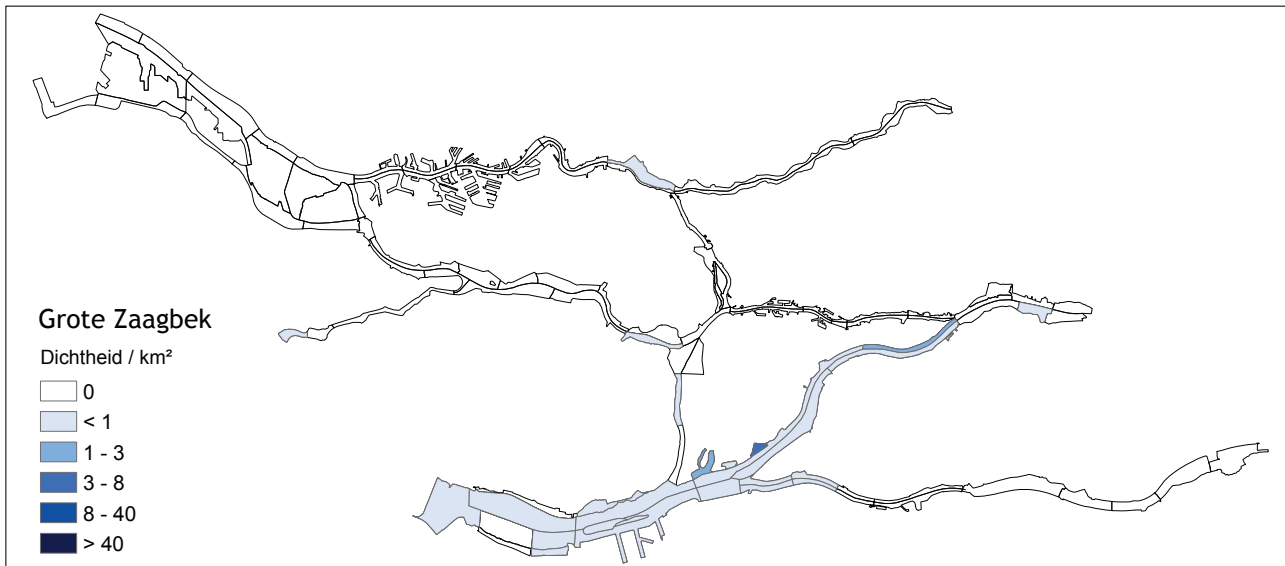 Grote Zaagbek
Dichtheid / km²
0
< 1
1 - 3
3 - 8
8 - 40
> 40